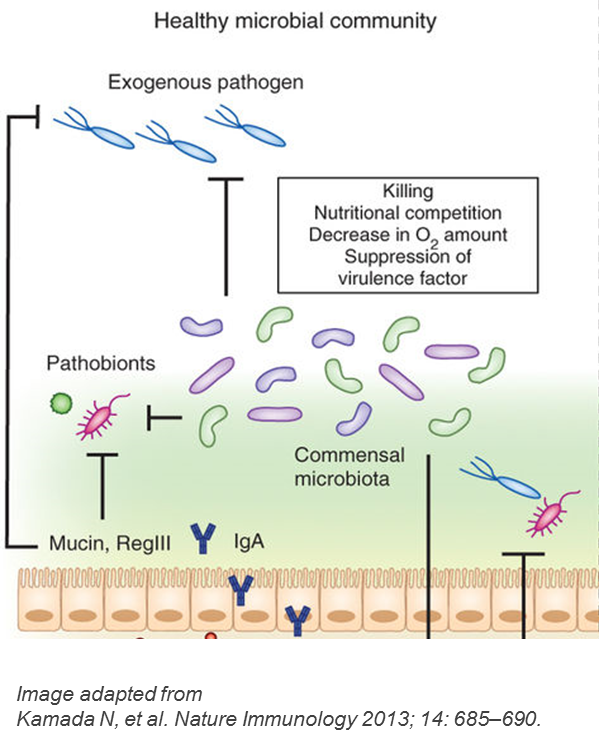 Healthy microbial community
Exogenous pathogen
Killing
Nutritional competition
Decrease in O2 amount
Suppression of
virulence factor
Pathobionts
Commensal
microbiota
Mucin, RegIII
IgA
Image adapted from
Kamada N, et al. Nature Immunology 2013; 14: 685–690.